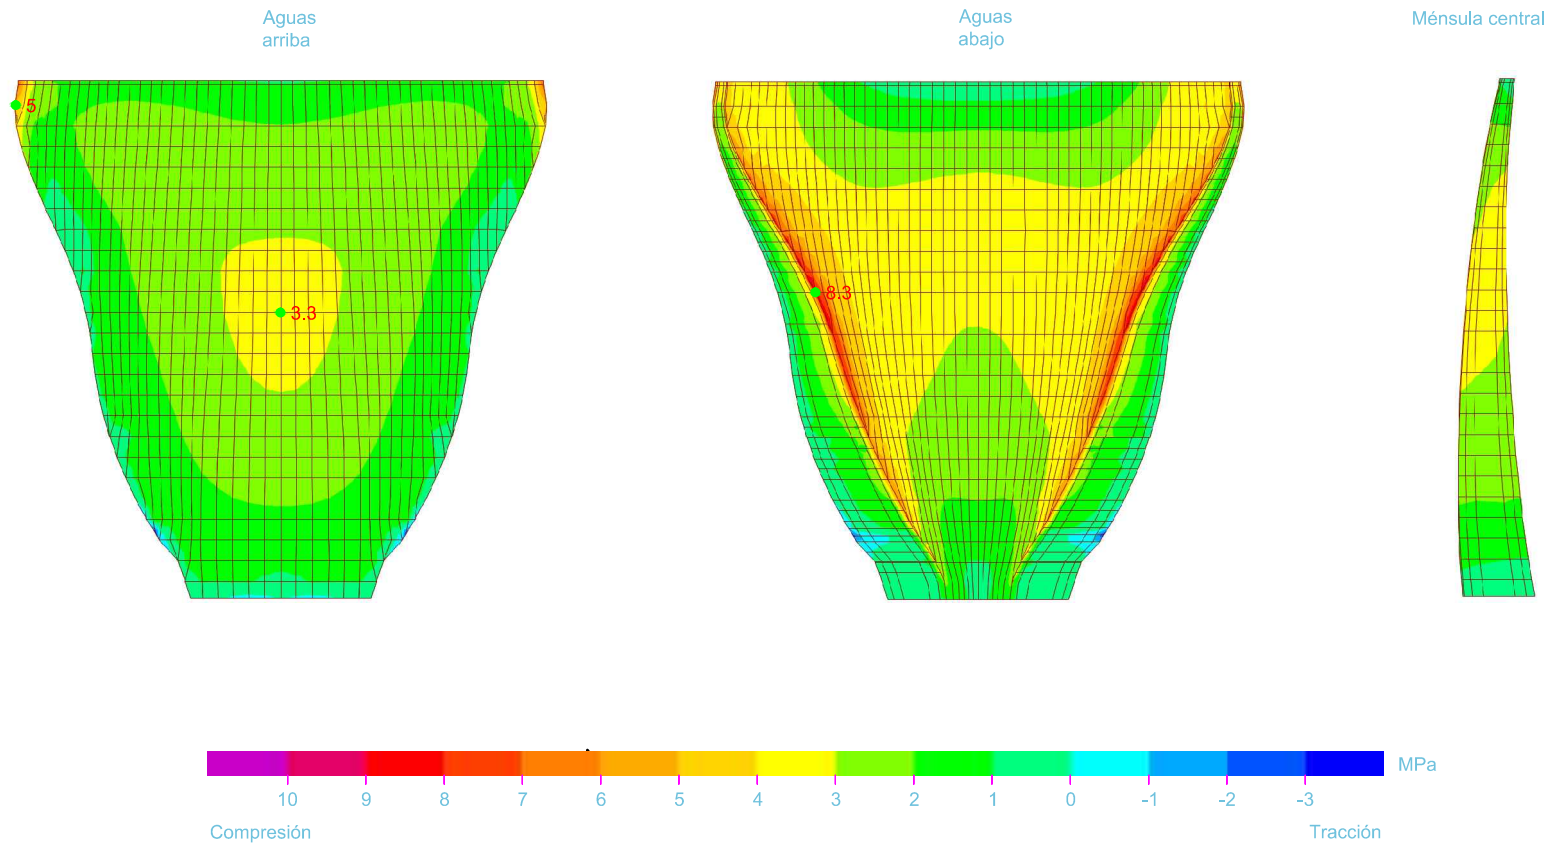 Aguas
arriba
Aguas
abajo
Ménsula central
5
3.3
8.3
MPa
10 9 8 7 6 5 4 3 2 1 0 -1 -2 -3
Compresión
Tracción